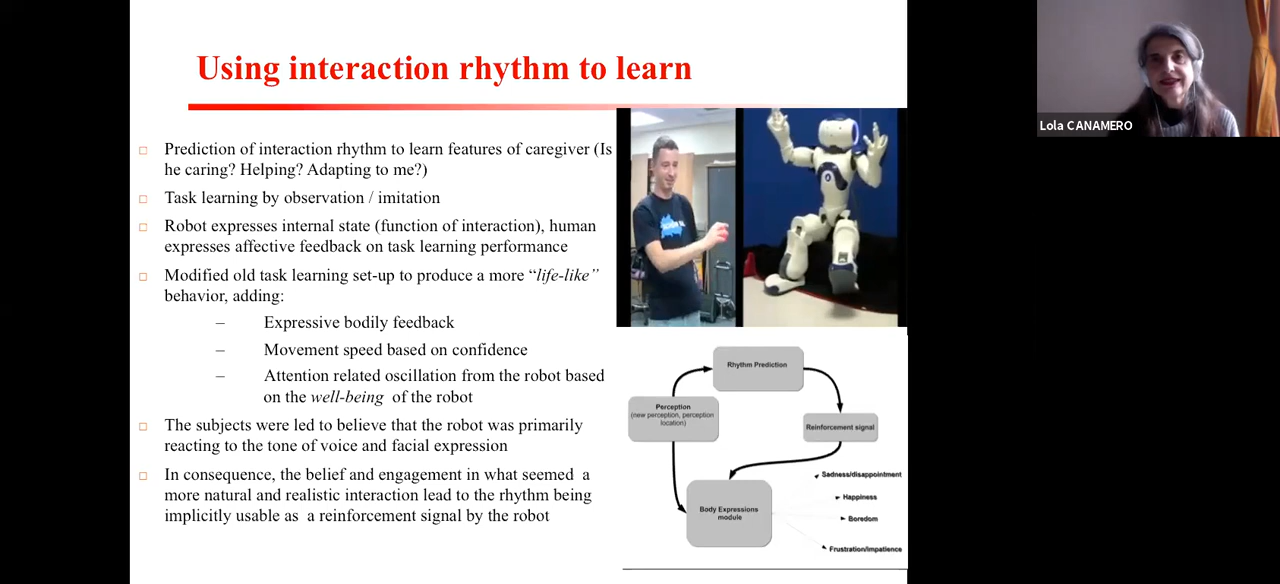 Using interaction rhythm to learn
Lola CANAMERO
Prediction of interaction rhythm to learn features of caregiver (Is
he caring? Helping? Adapting to me?)
Task learning by observation / imitation
Robot expresses internal state (function of interaction), human
expresses affective feedback on task learning performance
Modified old task learning set-up to produce a more “life-like”
behavior, adding:
– Expressive bodily feedback
– Movement speed based on confidence
– Attention related oscillation from the robot based
on the well-being of the robot
The subjects were led to believe that the robot was primarily
reacting to the tone of voice and facial expression
In consequence, the belief and engagement in what seemed a
more natural and realistic interaction lead to the rhythm being
implicitly usable as a reinforcement signal by the robot
Rhythm Prediction
Perception
(new perception, perception
location)
Reinforcement signal
Body Expressions
module
Sadness/disappointment
Happiness
Boredom
Frustration/Impatience